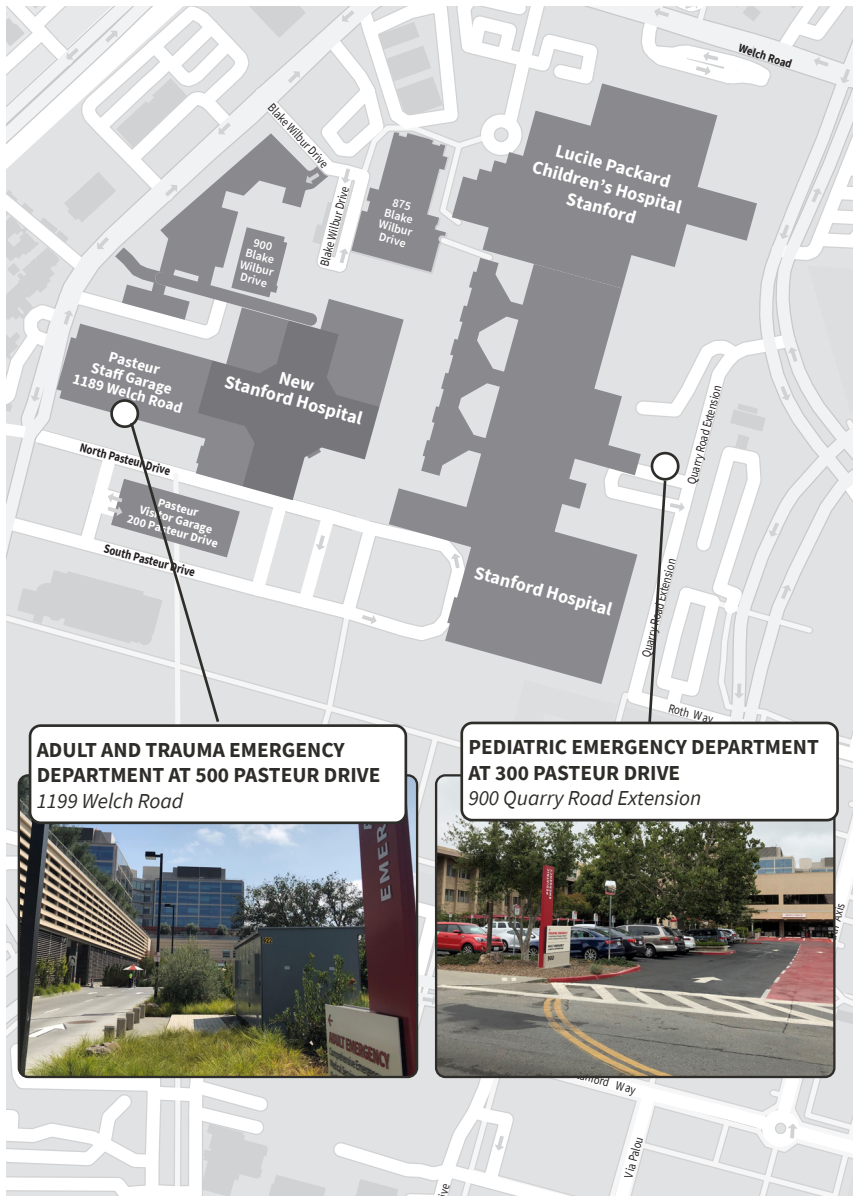 Welch Road
Blake Wilbur Drive
Lucile Packard
Children's Hospital
Stanford
Blake Wilbur Drive
875
Blake
Wilbur
Drive
900
Blake
Wilbur
Drive
Pasteur
Staff Garage
1189 Welch Road
New
Stanford Hospital
Quarry Road Extension
North Pasteur Drive
Pasteur
Visitor Garage
200 Pasteur Drive
South Pasteur Drive
Stanford Hospital
Quarry Road Extension
Roth Way
ADULT AND TRAUMA EMERGENCY
DEPARTMENT AT 500 PASTEUR DRIVE
1199 Welch Road
PEDIATRIC EMERGENCY DEPARTMENT
AT 300 PASTEUR DRIVE
900 Quarry Road Extension
EMER
ADULT EMERGENCY
PEDIATRIC
EMERGENCY
Axis
Way
Via Palou